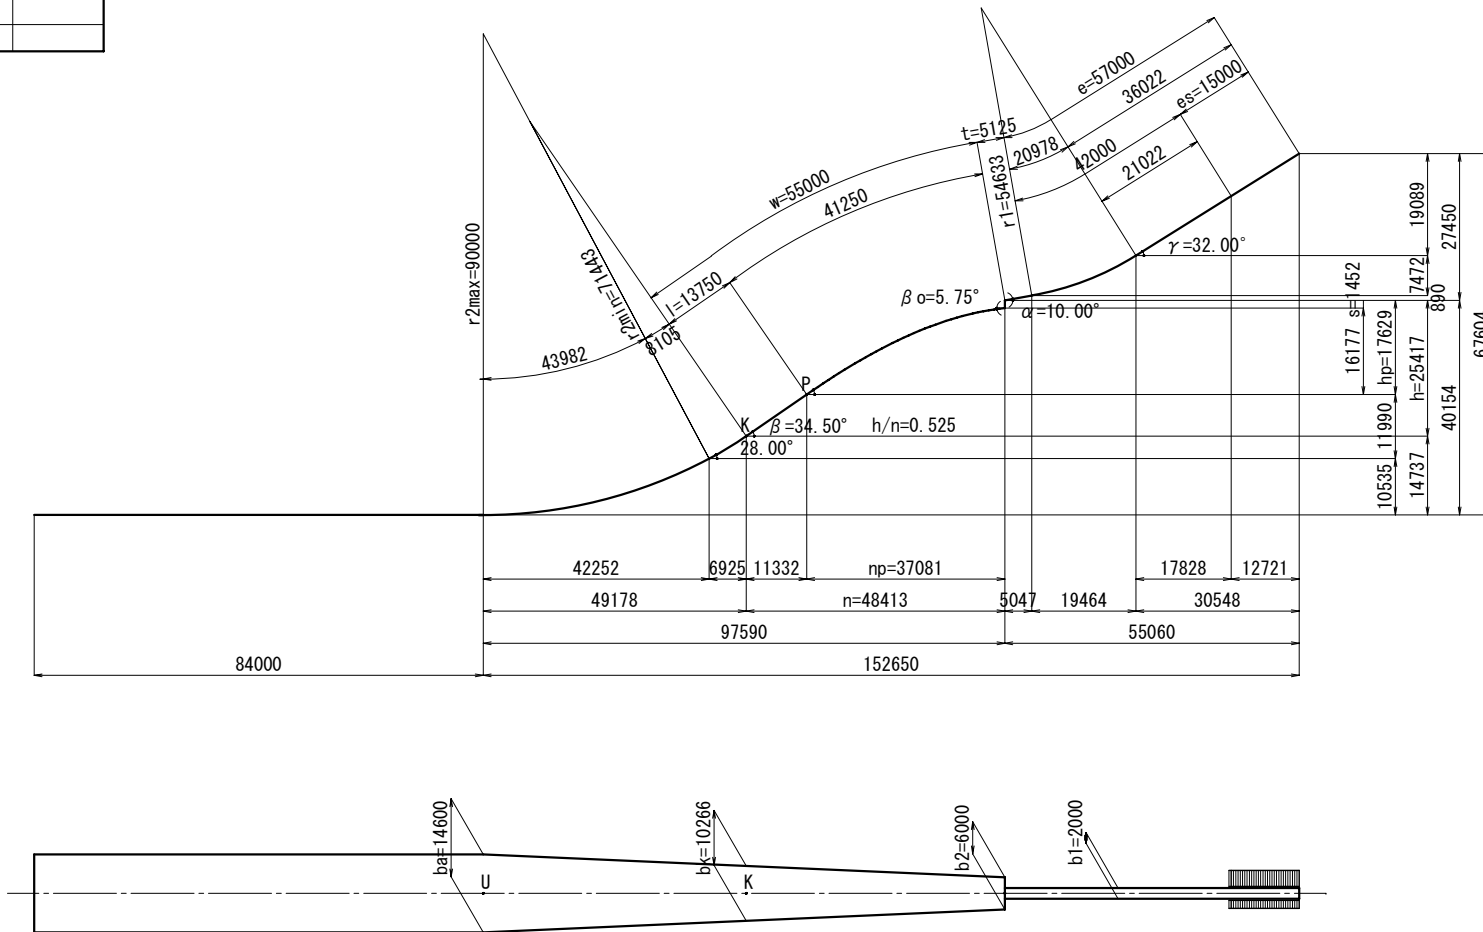 e=57000
36022
es=15000
t=5125
20978
42000
21022
w=55000
41250
r1=54633
r2max=90000
r2min=71443
l=13750
8105
43982
γ=32.00°
βo=5.75°
α=10.00°
P
K
β=34.50°
h/n=0.525
28.00°
19089
27450
7472
890
s=1452
16177
hp=17629
h=25417
67604
40154
11990
10535
14737
42252
6925
11332
np=37081
17828
12721
49178
n=48413
5047
19464
30548
97590
55060
84000
152650
ba=14600
bK=10266
b2=6000
b1=2000
U
K